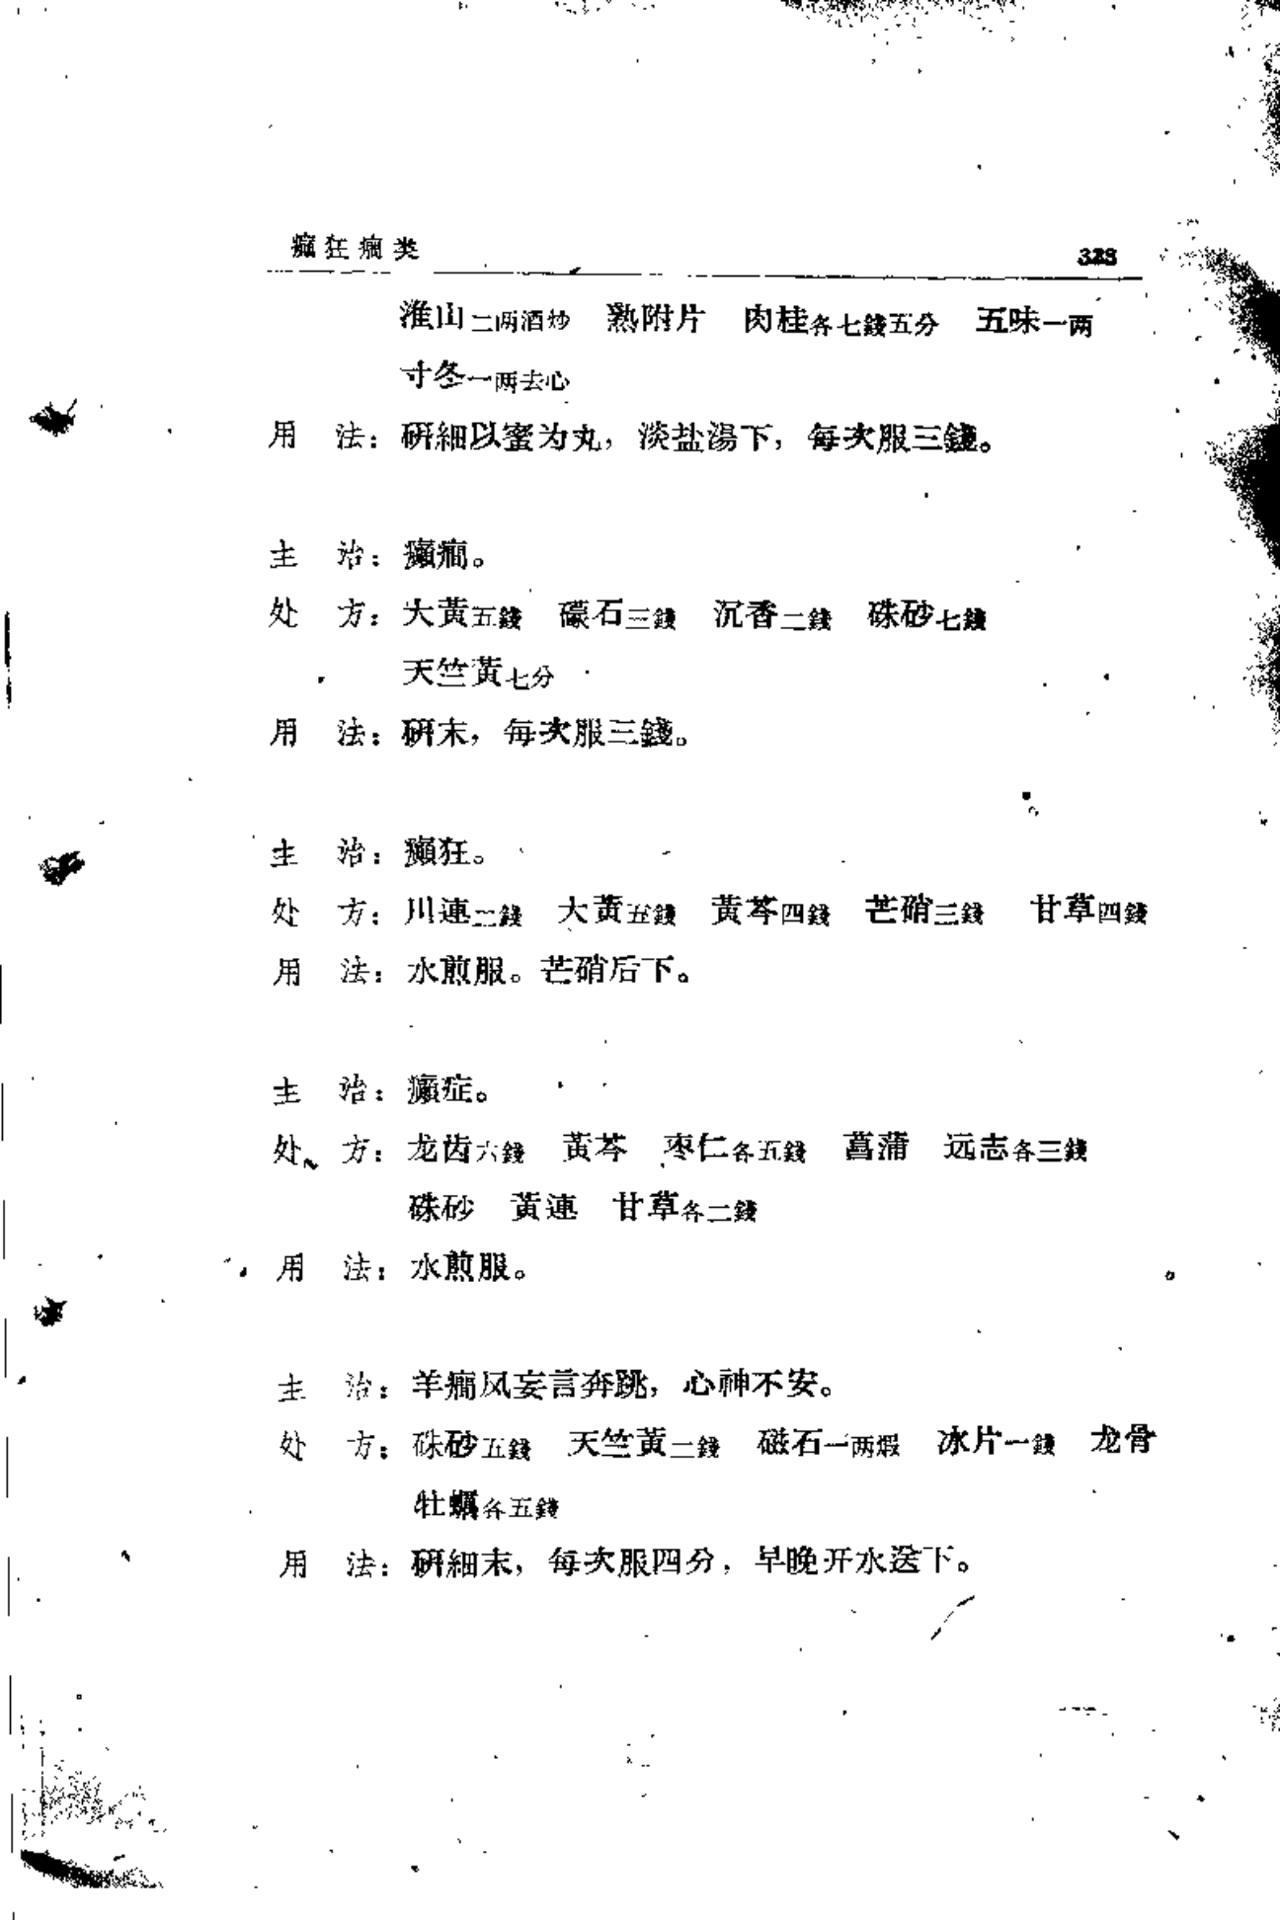 癲狂癇类
淮山二两酒炒 熟附片 肉桂各七錢五分 五味一两
寸冬一两去心
用 法：研細以蜜为丸，淡盐湯下，每次服三錢。
主 治：癲癇。
处 方：大黃五錢 礞石三錢 沉香二錢 硃砂七錢
天竺黃七分
用 法：研末，每次服三錢。
主 治：癲狂。
处 方：川連二錢 大黃五錢 黃芩四錢 芒硝三錢 甘草四錢
用 法：水煎服。芒硝后下。
主 治：癲症。
处 方：龙齿六錢 黃芩 枣仁各五錢 菖蒲 远志各三錢
硃砂 黃連 甘草各二錢
用 法：水煎服。
主 治：羊癇风妄言奔跳，心神不安。
处 方：硃砂五錢 天竺黃二錢 磁石一两煅 冰片一錢 龙骨
牡蠣各五錢
用 法：研細末，每次服四分，早晚开水送下。